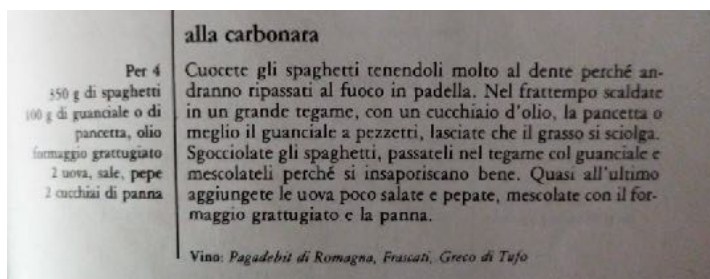 alla carbonara
Per 4
350 g di spaghetti
100 g di guanciale o di
pancetta, olio
formaggio grattugiato
2 uova, sale, pepe
2 cucchiai di panna
Cuocete gli spaghetti tenendoli molto al dente perché an-
dranno ripassati al fuoco in padella. Nel frattempo scaldate
in un grande tegame, con un cucchiaio d'olio, la pancetta o
meglio il guanciale a pezzetti, lasciate che il grasso si sciolga.
Sgocciolate gli spaghetti, passateli nel tegame col guanciale e
mescolateli perché si insaporiscano bene. Quasi all'ultimo
aggiungete le uova poco salate e pepate, mescolate con il for-
maggio grattugiato e la panna.
Vino: Pagadebit di Romagna, Frascati, Greco di Tufo